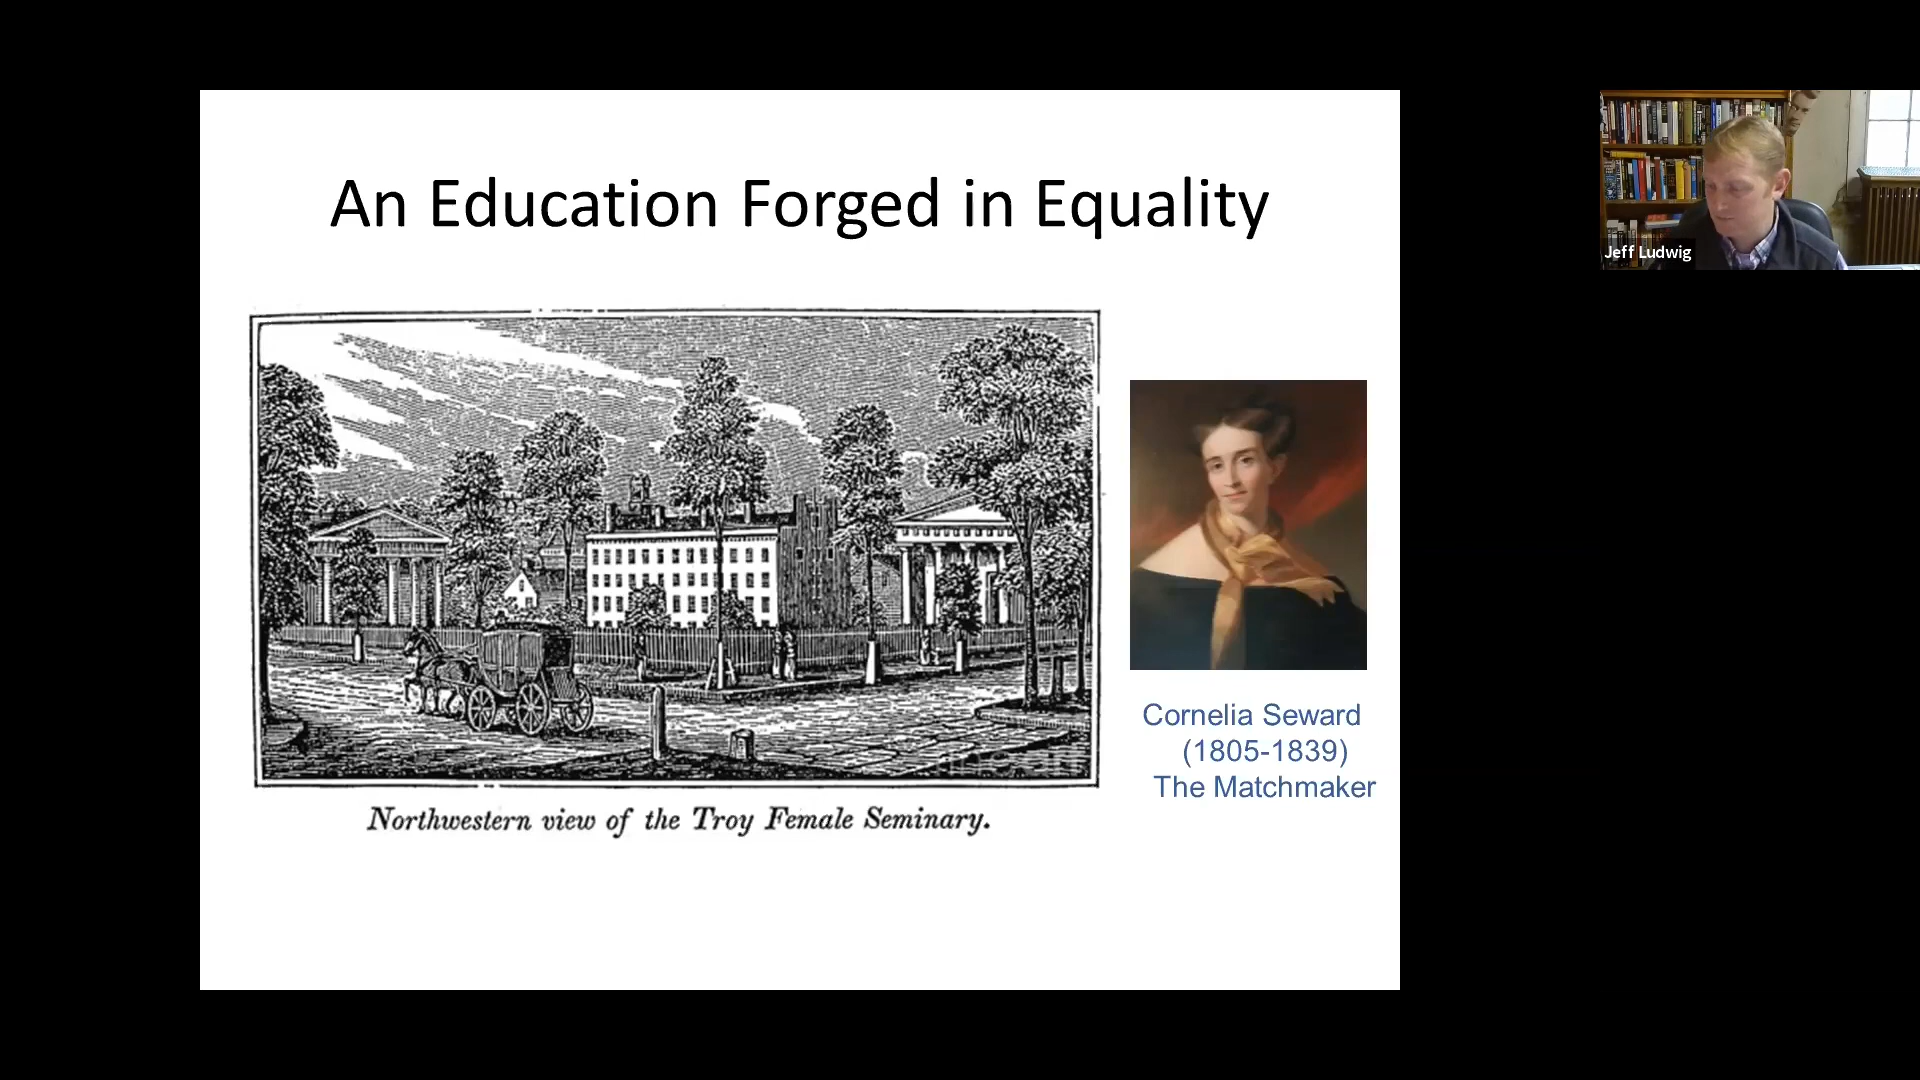 An Education Forged in Equality
Jeff Ludwig
Cornelia Seward
(1805-1839)
The Matchmaker
Northwestern view of the Troy Female Seminary.